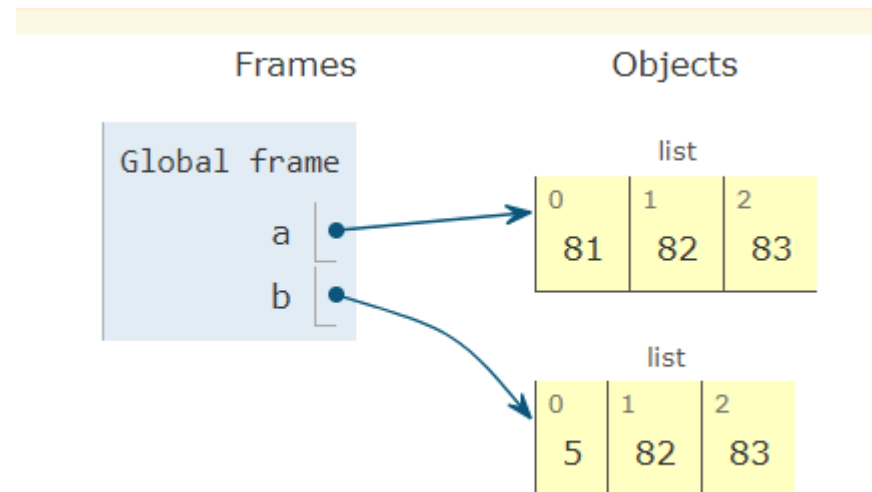 Frames Objects
Global frame
a
b
list
0 1 2
81 82 83
list
0 1 2
5 82 83